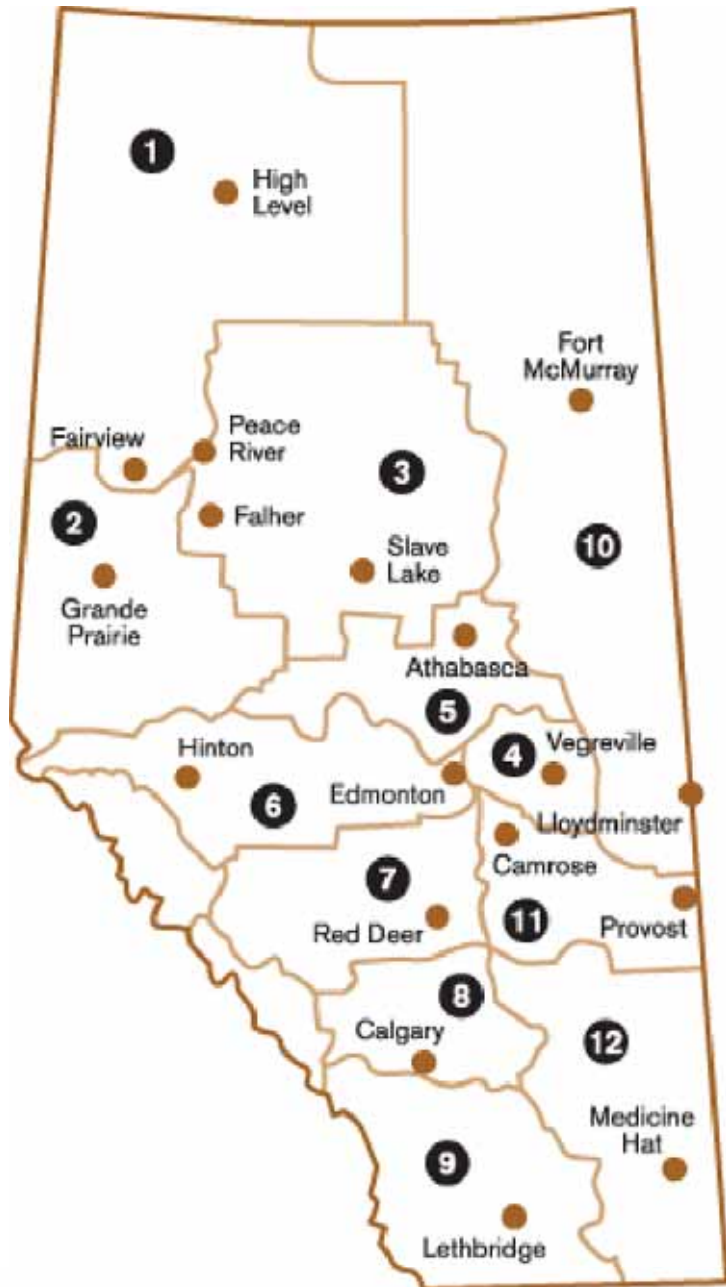 1
High
Level
Fort
McMurray
Fairview
Peace
River
3
2
Falher
10
Slave
Lake
Grande
Prairie
Athabasca
5
4
Vegreville
Hinton
Edmonton
6
Lloydminster
Camrose
7
Red Deer
11
Provost
8
Calgary
12
Medicine
Hat
9
Lethbridge